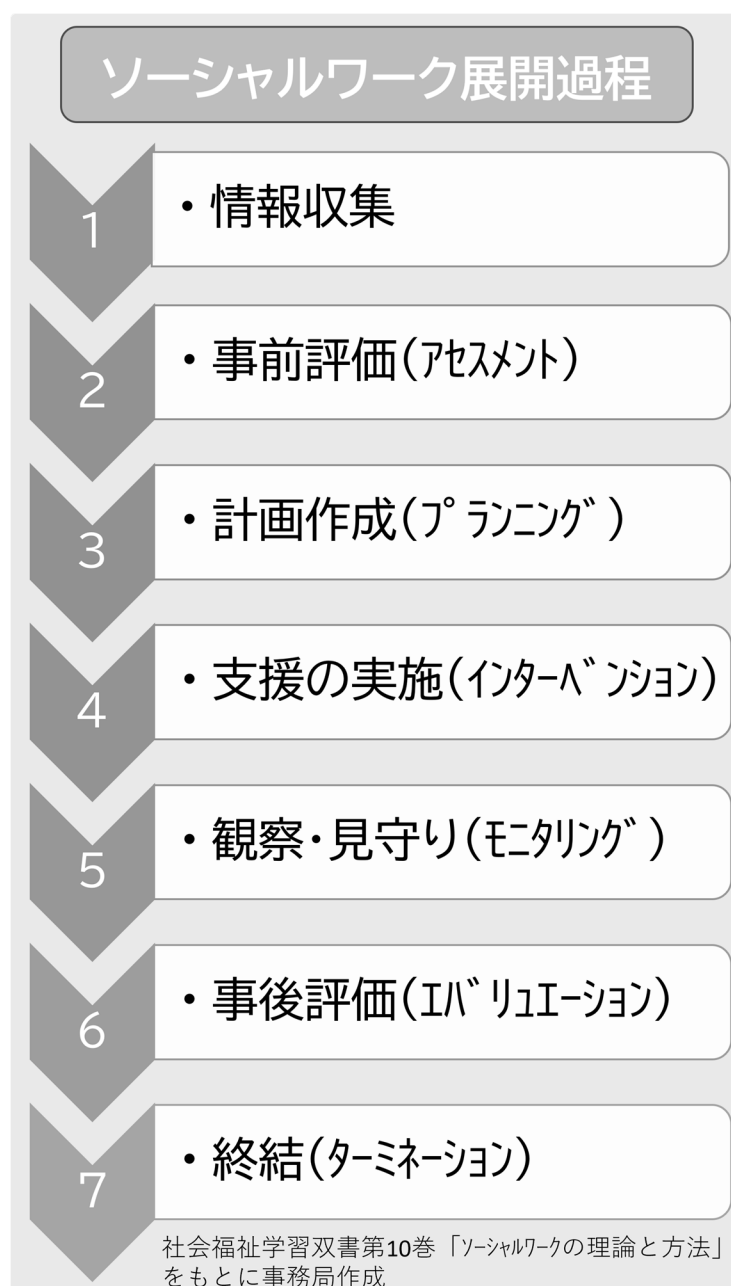 ソーシャルワーク展開過程
1
・情報収集
2
・事前評価(ｱｾｽﾒﾝﾄ)
3
・計画作成(ﾌﾟﾗﾝﾆﾝｸﾞ)
4
・支援の実施(ｲﾝﾀｰﾍﾞﾝｼｮﾝ)
5
・観察・見守り(ﾓﾆﾀﾘﾝｸﾞ)
6
・事後評価(ｴﾊﾞﾘｭｴｰｼｮﾝ)
7
・終結(ﾀｰﾐﾈｰｼｮﾝ)
社会福祉学習双書第10巻「ｿｰｼｬﾙﾜｰｸの理論と方法」
をもとに事務局作成